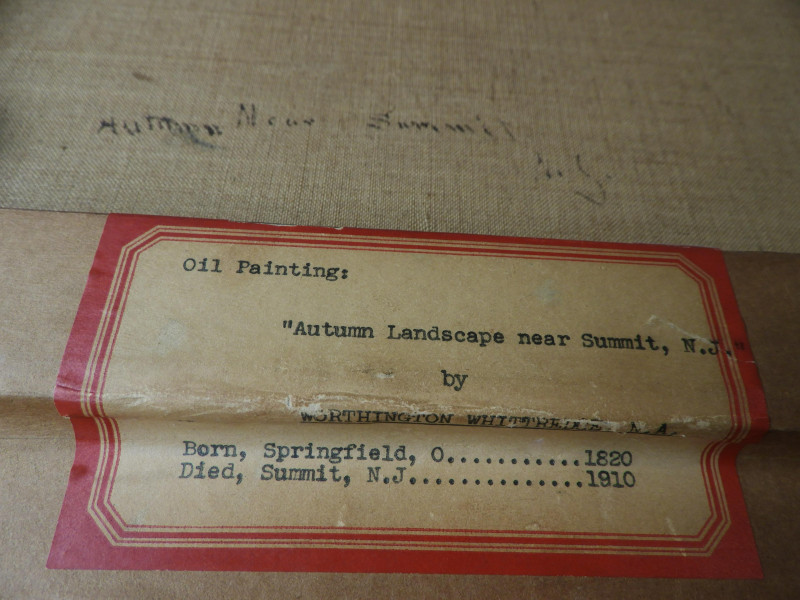 Autumn Near Summit
N.J.
Oil Painting:
"Autumn Landscape near Summit, N.J."
by
WORTHINGTON WHITTREDGE, N.A.
Born, Springfield, O...........1820
Died, Summit, N.J..............1910